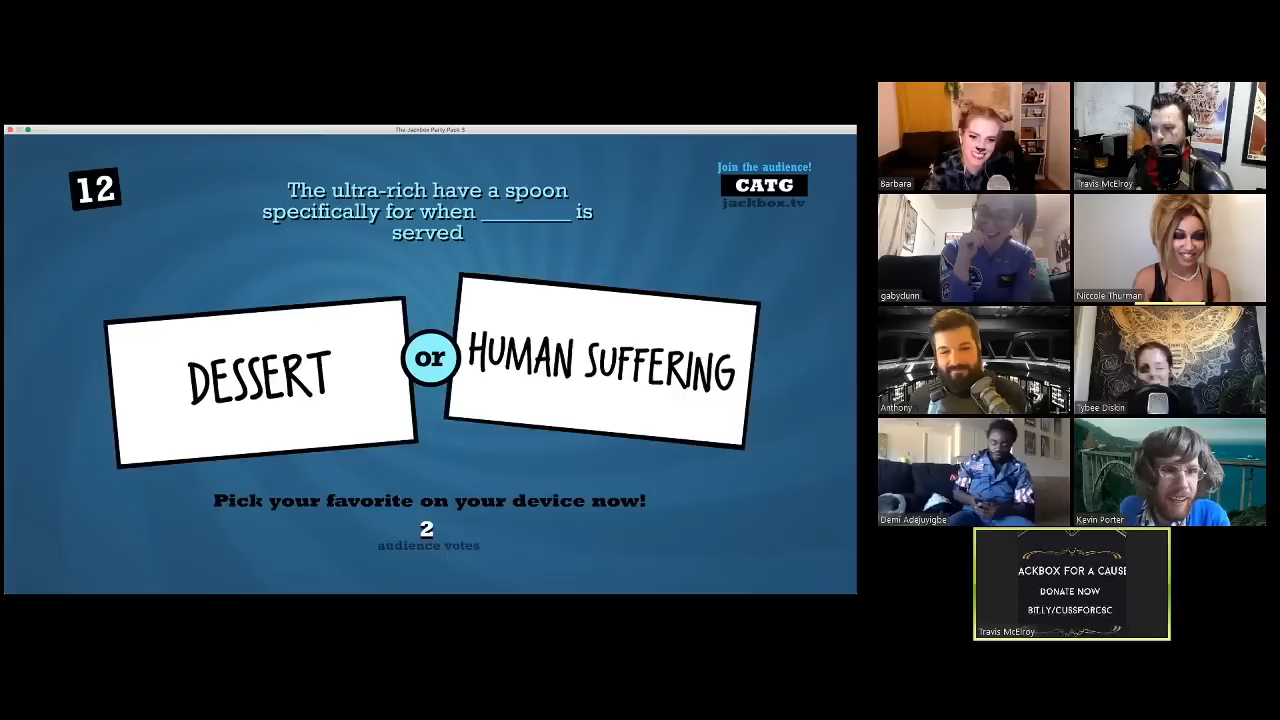 The Jackbox Party Pack 3
12
The ultra-rich have a spoon
specifically for when ________ is
served
Join the audience!
CATG
jackbox.tv
DESSERT
or
HUMAN SUFFERING
Pick your favorite on your device now!
2
audience votes
Barbara
Travis McElroy
gabydunn
Niccole Thurman
Anthony
Tybee Diskin
Demi Adejuyigbe
Kevin Porter
ACKBOX FOR A CAUSE
DONATE NOW
BIT.LY/CUSSFORCSC
Travis McElroy